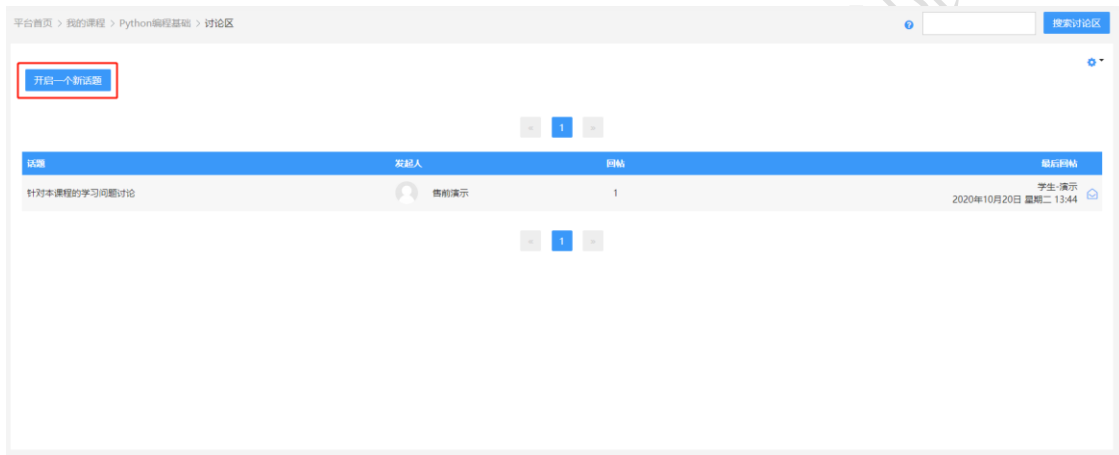 平台首页 > 我的课程 > Python编程基础 > 讨论区
搜索讨论区
开启一个新话题
« 1 »
话题 发起人 回帖 最后回帖
针对本课程的学习问题讨论 售前演示 1 学生-演示
2020年10月20日 星期二 13:44
« 1 »